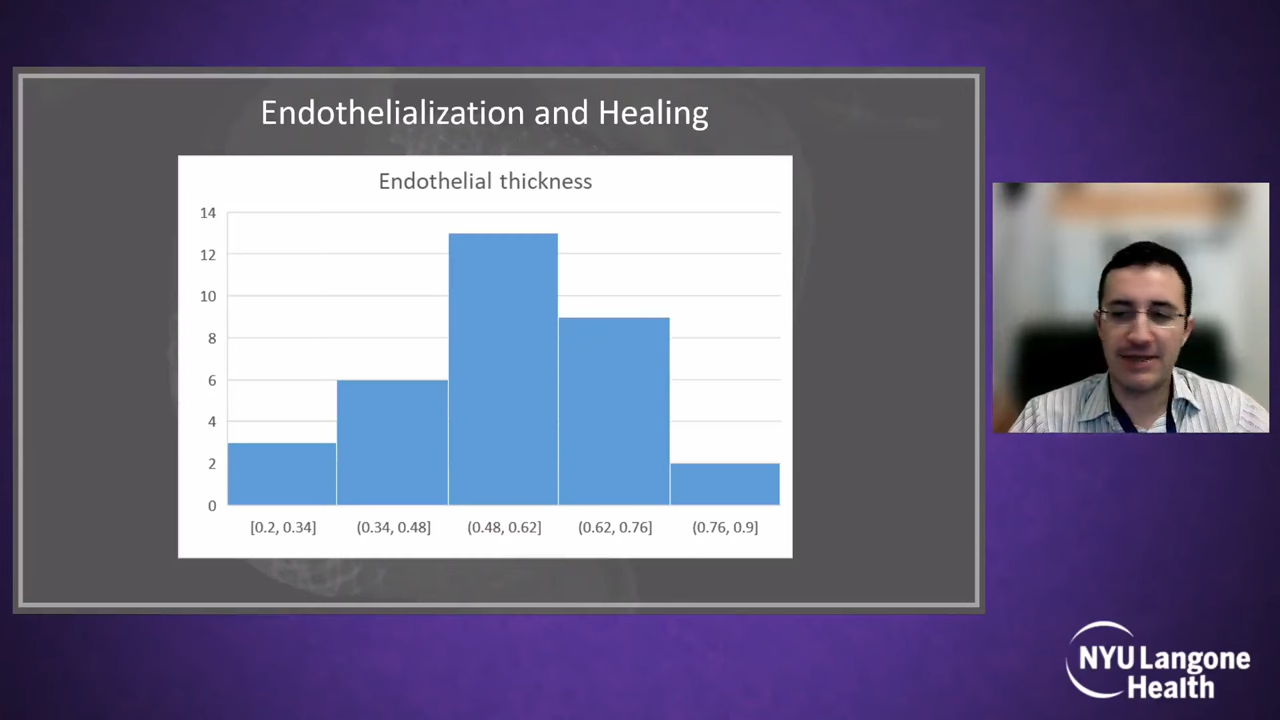 Endothelialization and Healing
Endothelial thickness
14
12
10
8
6
4
2
0
[0.2, 0.34] (0.34, 0.48] (0.48, 0.62] (0.62, 0.76] (0.76, 0.9]
NYU Langone
Health